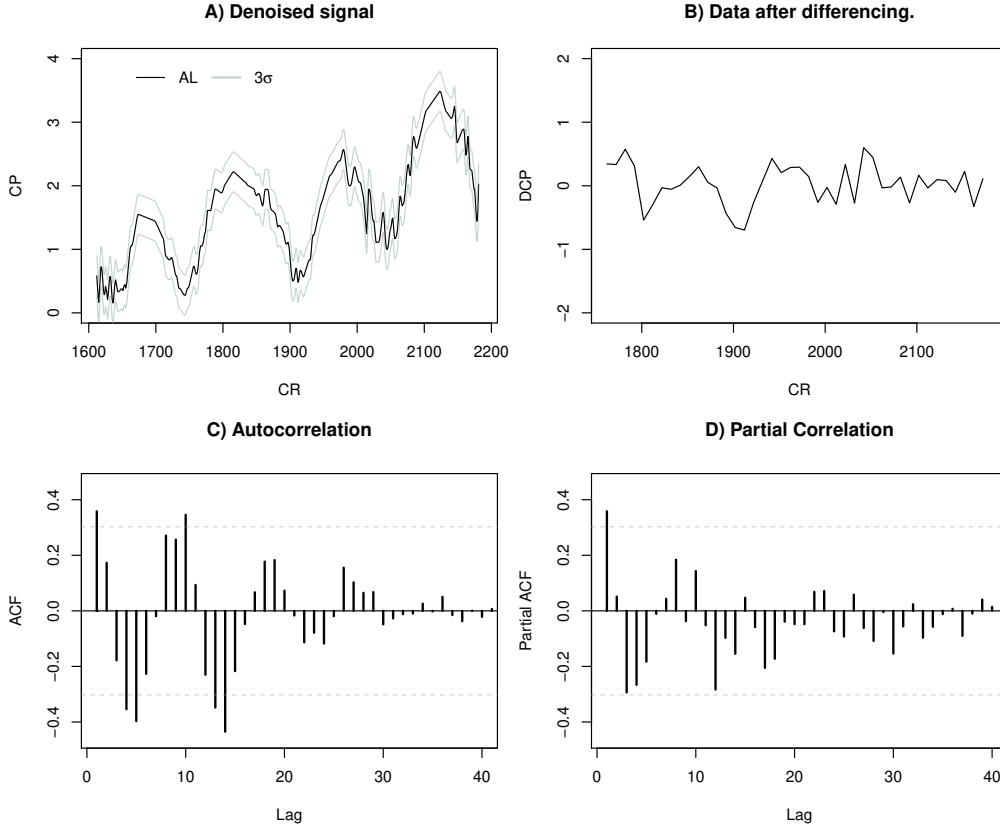 A) Denoised signal
4
3
2
1
0
CP
AL
3σ
1600 1700 1800 1900 2000 2100 2200
CR
B) Data after differencing.
2
1
0
−1
−2
DCP
1800 1900 2000 2100
CR
C) Autocorrelation
0.4
0.2
0.0
−0.2
−0.4
ACF
0 10 20 30 40
Lag
D) Partial Correlation
0.4
0.2
0.0
−0.2
−0.4
Partial ACF
0 10 20 30 40
Lag